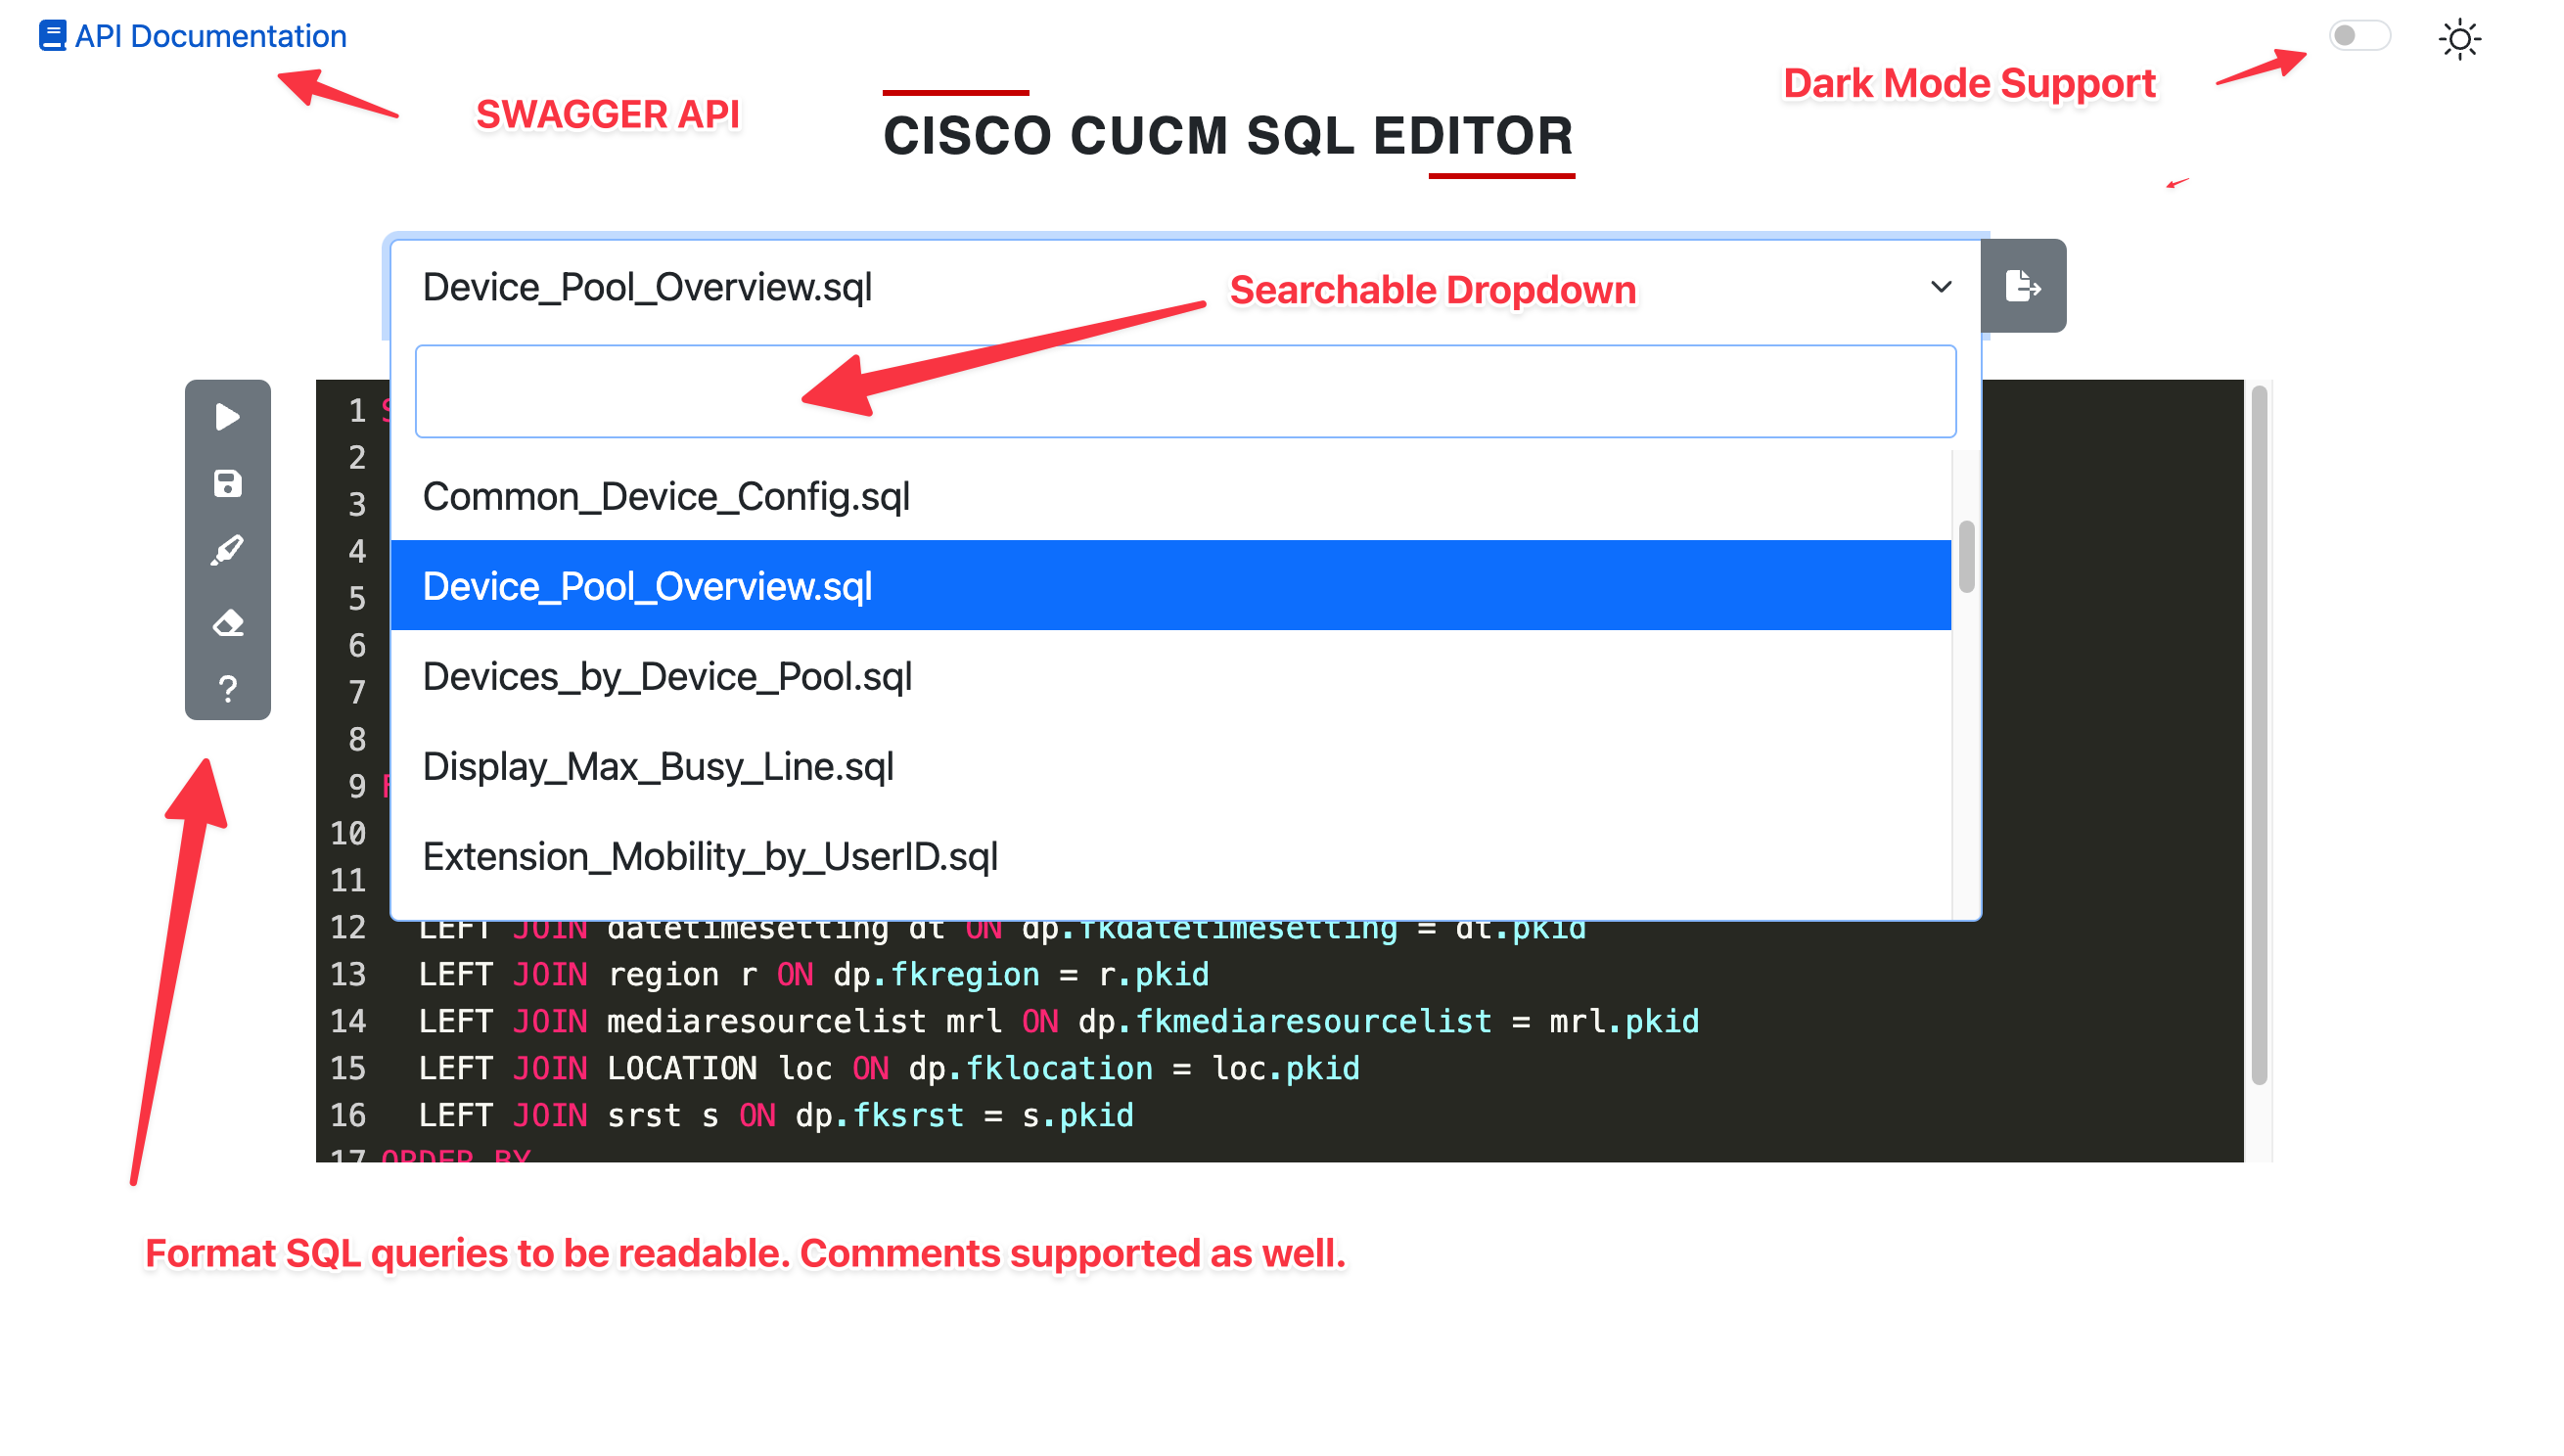 API Documentation
SWAGGER API
Dark Mode Support
CISCO CUCM SQL EDITOR
Device_Pool_Overview.sql
Searchable Dropdown
Common_Device_Config.sql
Device_Pool_Overview.sql
Devices_by_Device_Pool.sql
Display_Max_Busy_Line.sql
Extension_Mobility_by_UserID.sql
?
1 S
2
3
4
5
6
7
8
9 F
10
11
12 LEFT JOIN datetimesetting dt ON dp.fkdatetimesetting = dt.pkid
13 LEFT JOIN region r ON dp.fkregion = r.pkid
14 LEFT JOIN mediaresourcelist mrl ON dp.fkmediaresourcelist = mrl.pkid
15 LEFT JOIN LOCATION loc ON dp.fklocation = loc.pkid
16 LEFT JOIN srst s ON dp.fksrst = s.pkid
17 ORDER BY
Format SQL queries to be readable. Comments supported as well.